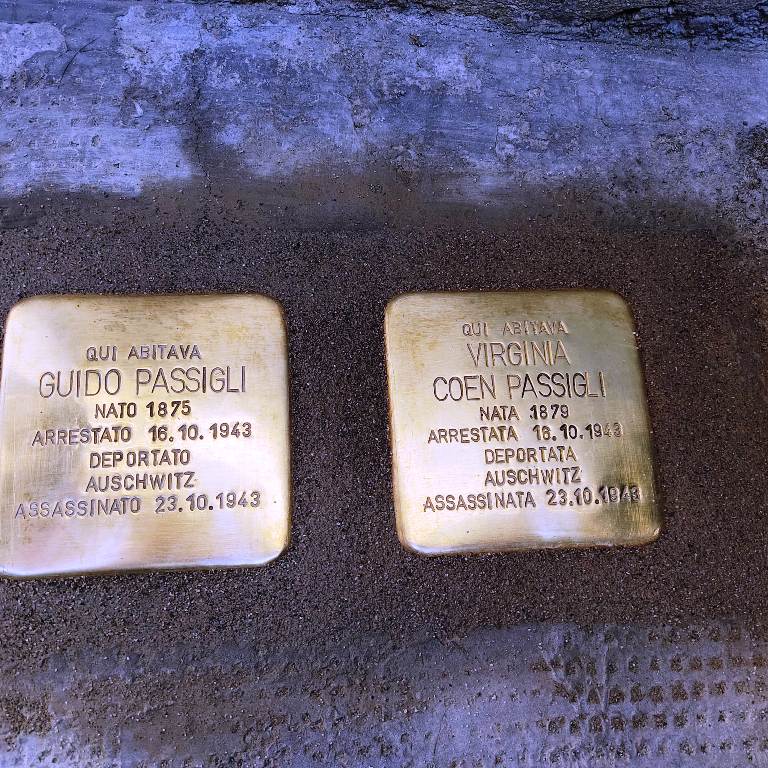 QUI ABITAVA
GUIDO PASSIGLI
NATO 1875
ARRESTATO 16.10.1943
DEPORTATO
AUSCHWITZ
ASSASSINATO 23.10.1943
QUI ABITAVA
VIRGINIA
COEN PASSIGLI
NATA 1879
ARRESTATA 16.10.1943
DEPORTATA
AUSCHWITZ
ASSASSINATA 23.10.1943